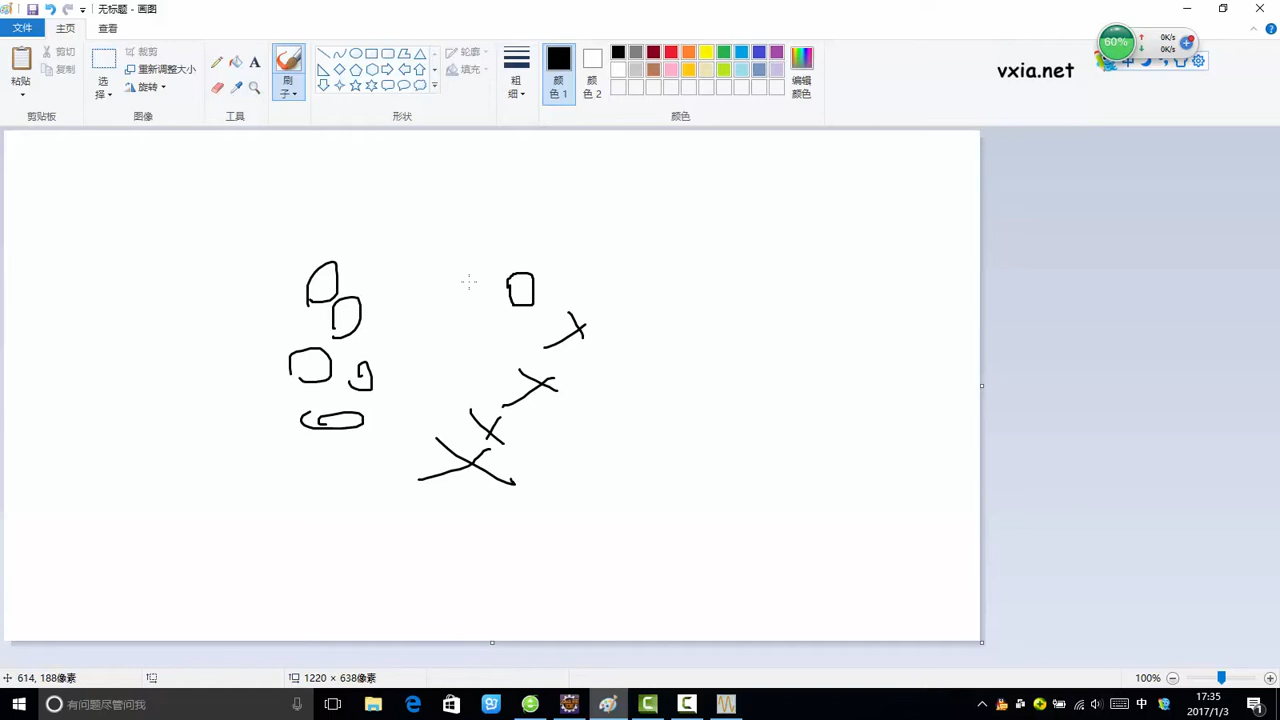 无标题 - 画图
文件 主页 查看
粘贴
剪切
复制
选择
裁剪
重新调整大小
旋转
刷子
轮廓
填充
粗细
颜色 1
颜色 2
编辑颜色
剪贴板 图像 工具 形状 颜色
60%
0K/s
0K/s
中
vxia.net
614, 188像素 1220 × 638像素 100%
有问题尽管问我
中
17:35
2017/1/3